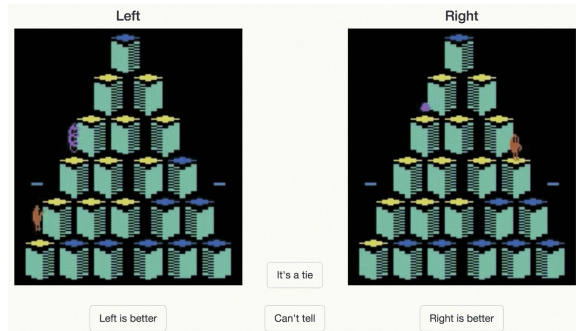 Left
Right
It's a tie
Left is better
Can't tell
Right is better